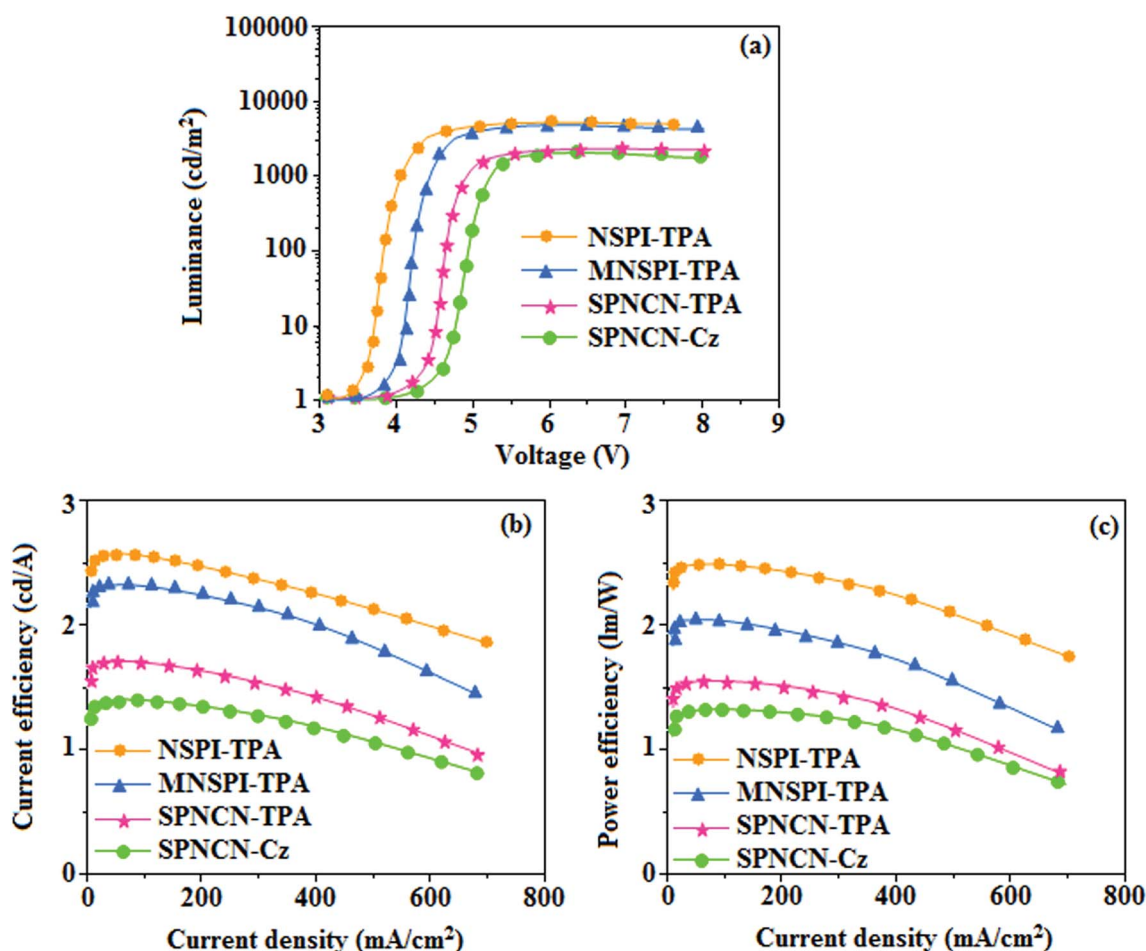 (a)
Luminance (cd/m²)
100000
10000
1000
100
10
1
NSPI-TPA
MNSPI-TPA
SPNCN-TPA
SPNCN-Cz
3 4 5 6 7 8 9
Voltage (V)
(b)
Current efficiency (cd/A)
3
2
1
0
NSPI-TPA
MNSPI-TPA
SPNCN-TPA
SPNCN-Cz
0 200 400 600 800
Current density (mA/cm²)
(c)
Power efficiency (lm/W)
3
2
1
0
NSPI-TPA
MNSPI-TPA
SPNCN-TPA
SPNCN-Cz
0 200 400 600 800
Current density (mA/cm²)